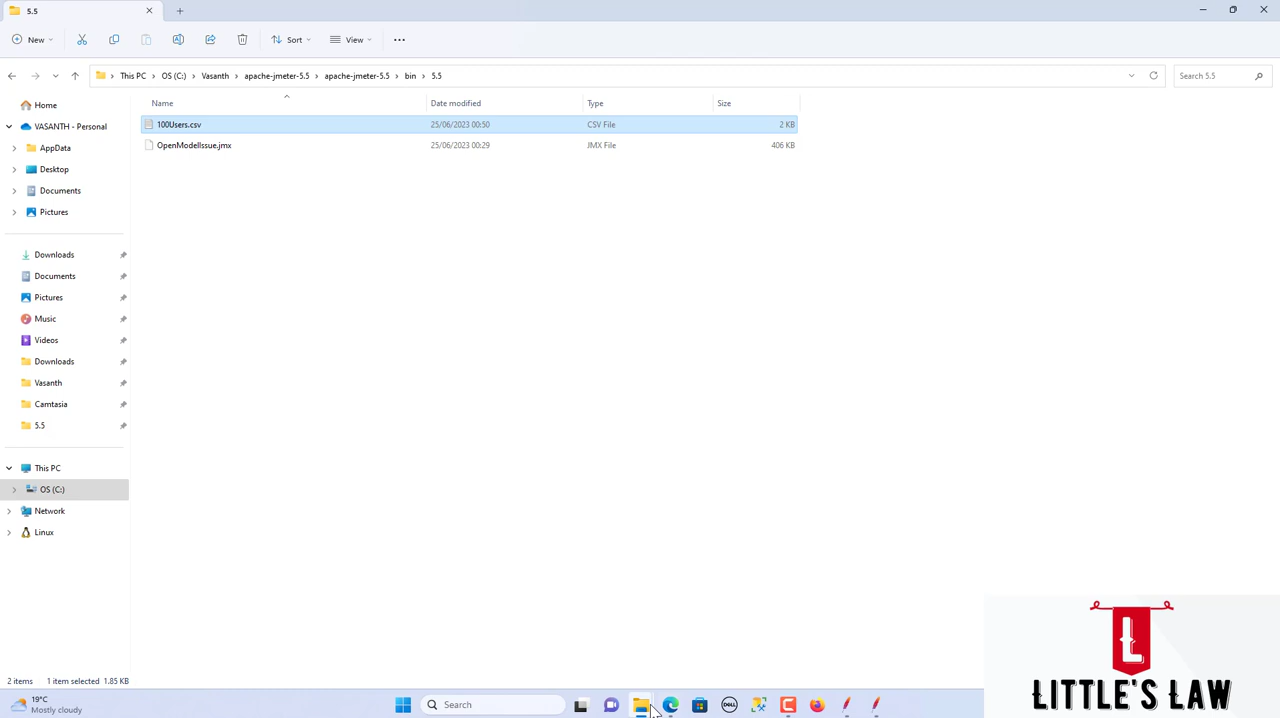 5.5
New
Sort
View
This PC
OS (C:)
Vasanth
apache-jmeter-5.5
apache-jmeter-5.5
bin
5.5
Search 5.5
Name
Date modified
Type
Size
100Users.csv
25/06/2023 00:50
CSV File
2 KB
OpenModelIssue.jmx
25/06/2023 00:29
JMX File
406 KB
Home
VASANTH - Personal
AppData
Desktop
Documents
Pictures
Downloads
Documents
Pictures
Music
Videos
Downloads
Vasanth
Camtasia
5.5
This PC
OS (C:)
Network
Linux
2 items
1 item selected 1.85 KB
19°C
Mostly cloudy
Search
DELL
L
LITTLE'S LAW